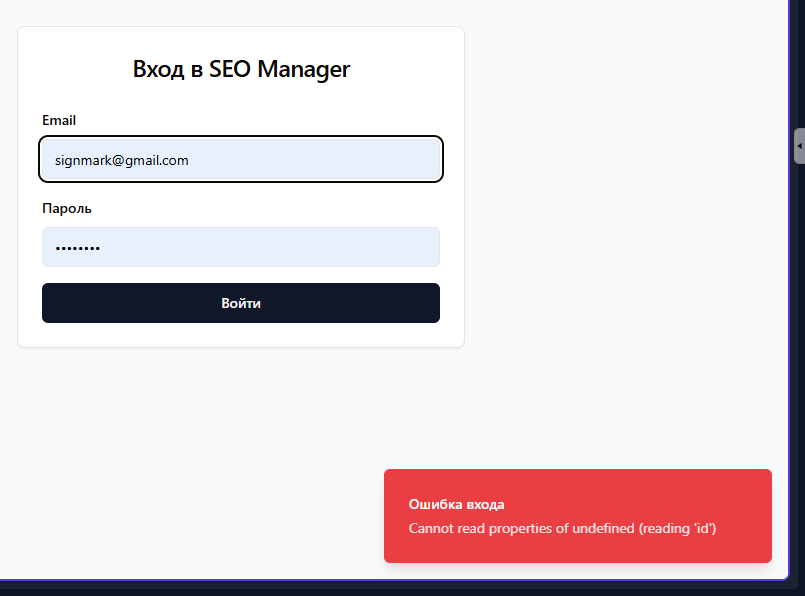 Вход в SEO Manager
Email
signmark@gmail.com
Пароль
••••••••
Войти
Ошибка входа
Cannot read properties of undefined (reading 'id')